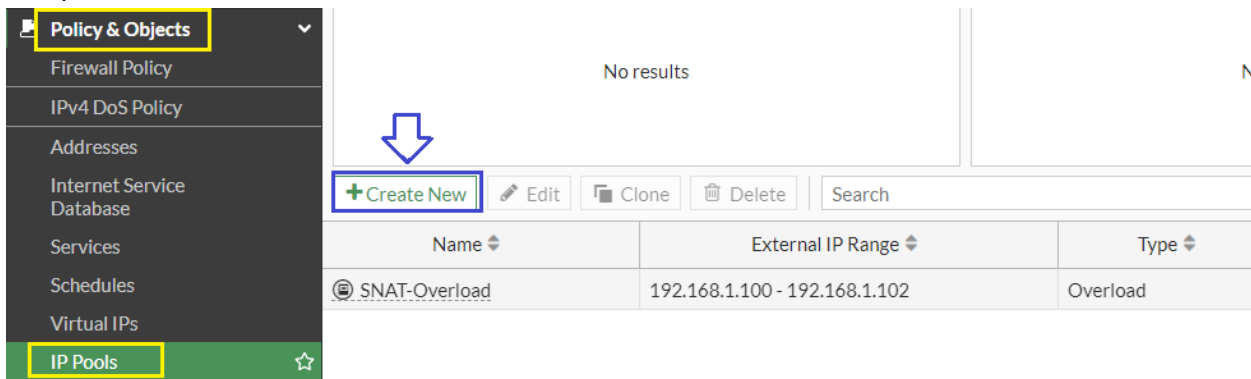 Policy & Objects
Firewall Policy
IPv4 DoS Policy
Addresses
Internet Service
Database
Services
Schedules
Virtual IPs
IP Pools
No results
+Create New Edit Clone Delete Search
Name External IP Range Type
SNAT-Overload 192.168.1.100 - 192.168.1.102 Overload